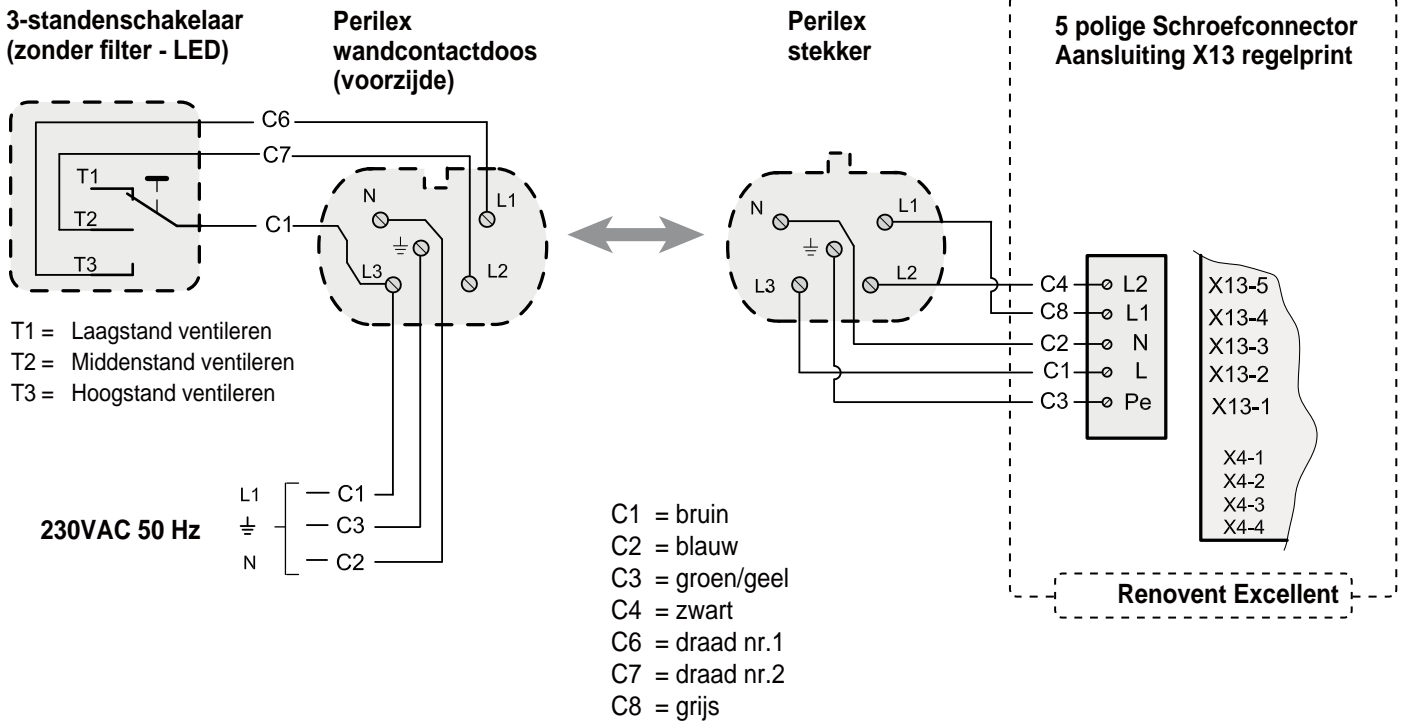 3-standenschakelaar
(zonder filter - LED)
Perilex
wandcontactdoos
(voorzijde)
Perilex
stekker
5 polige Schroefconnector
Aansluiting X13 regelprint
C6
C7
C1
T1
T2
T3
N
L1
L3
L2
N
L1
L3
L2
C4
L2
C8
L1
C2
N
C1
L
C3
Pe
X13-5
X13-4
X13-3
X13-2
X13-1
X4-1
X4-2
X4-3
X4-4
T1 = Laagstand ventileren
T2 = Middenstand ventileren
T3 = Hoogstand ventileren
230VAC 50 Hz
L1
C1
C3
N
C2
C1 = bruin
C2 = blauw
C3 = groen/geel
C4 = zwart
C6 = draad nr.1
C7 = draad nr.2
C8 = grijs
Renovent Excellent